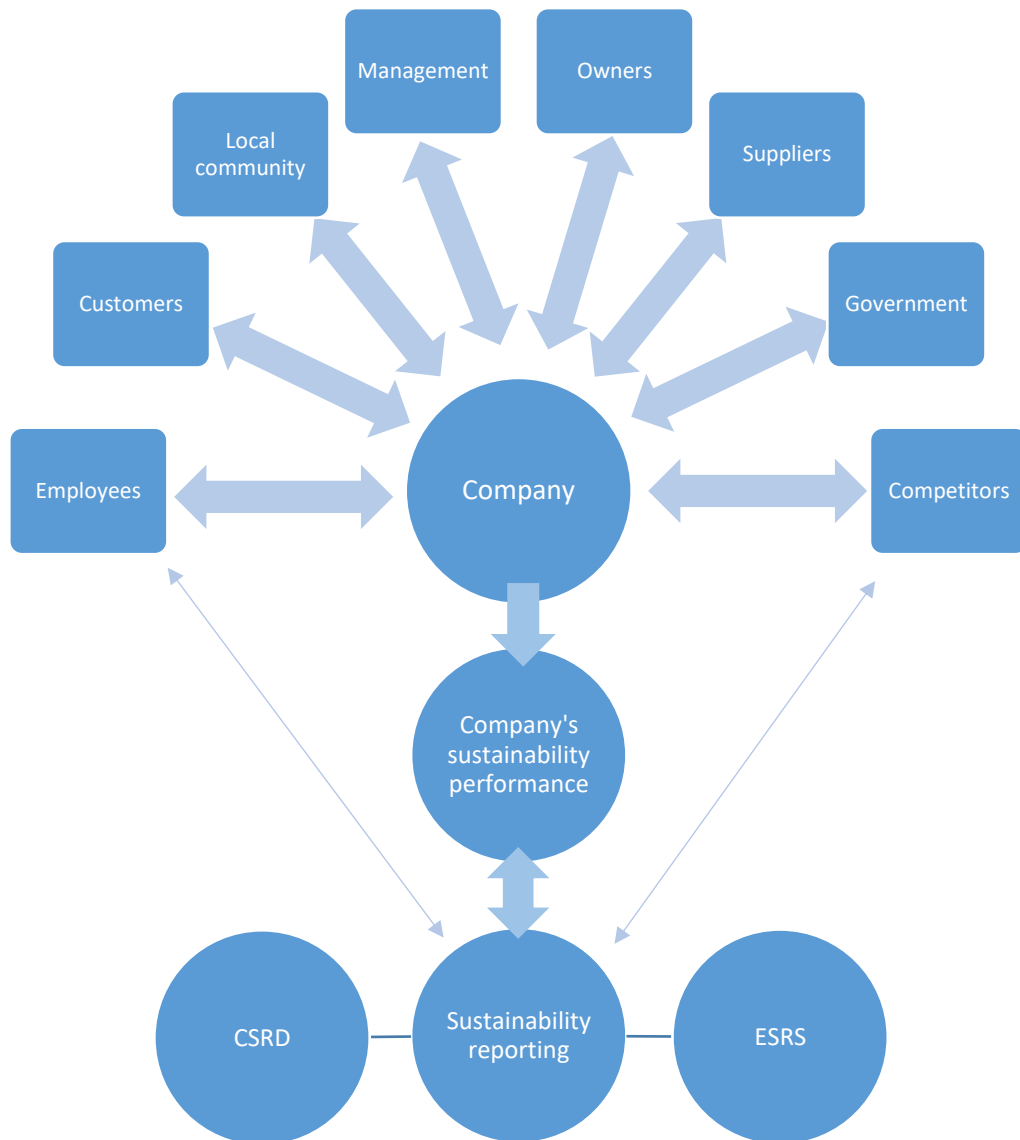 Management
Owners
Local
community
Suppliers
Customers
Government
Employees
Company
Competitors
Company's
sustainability
performance
CSRD
Sustainability
reporting
ESRS